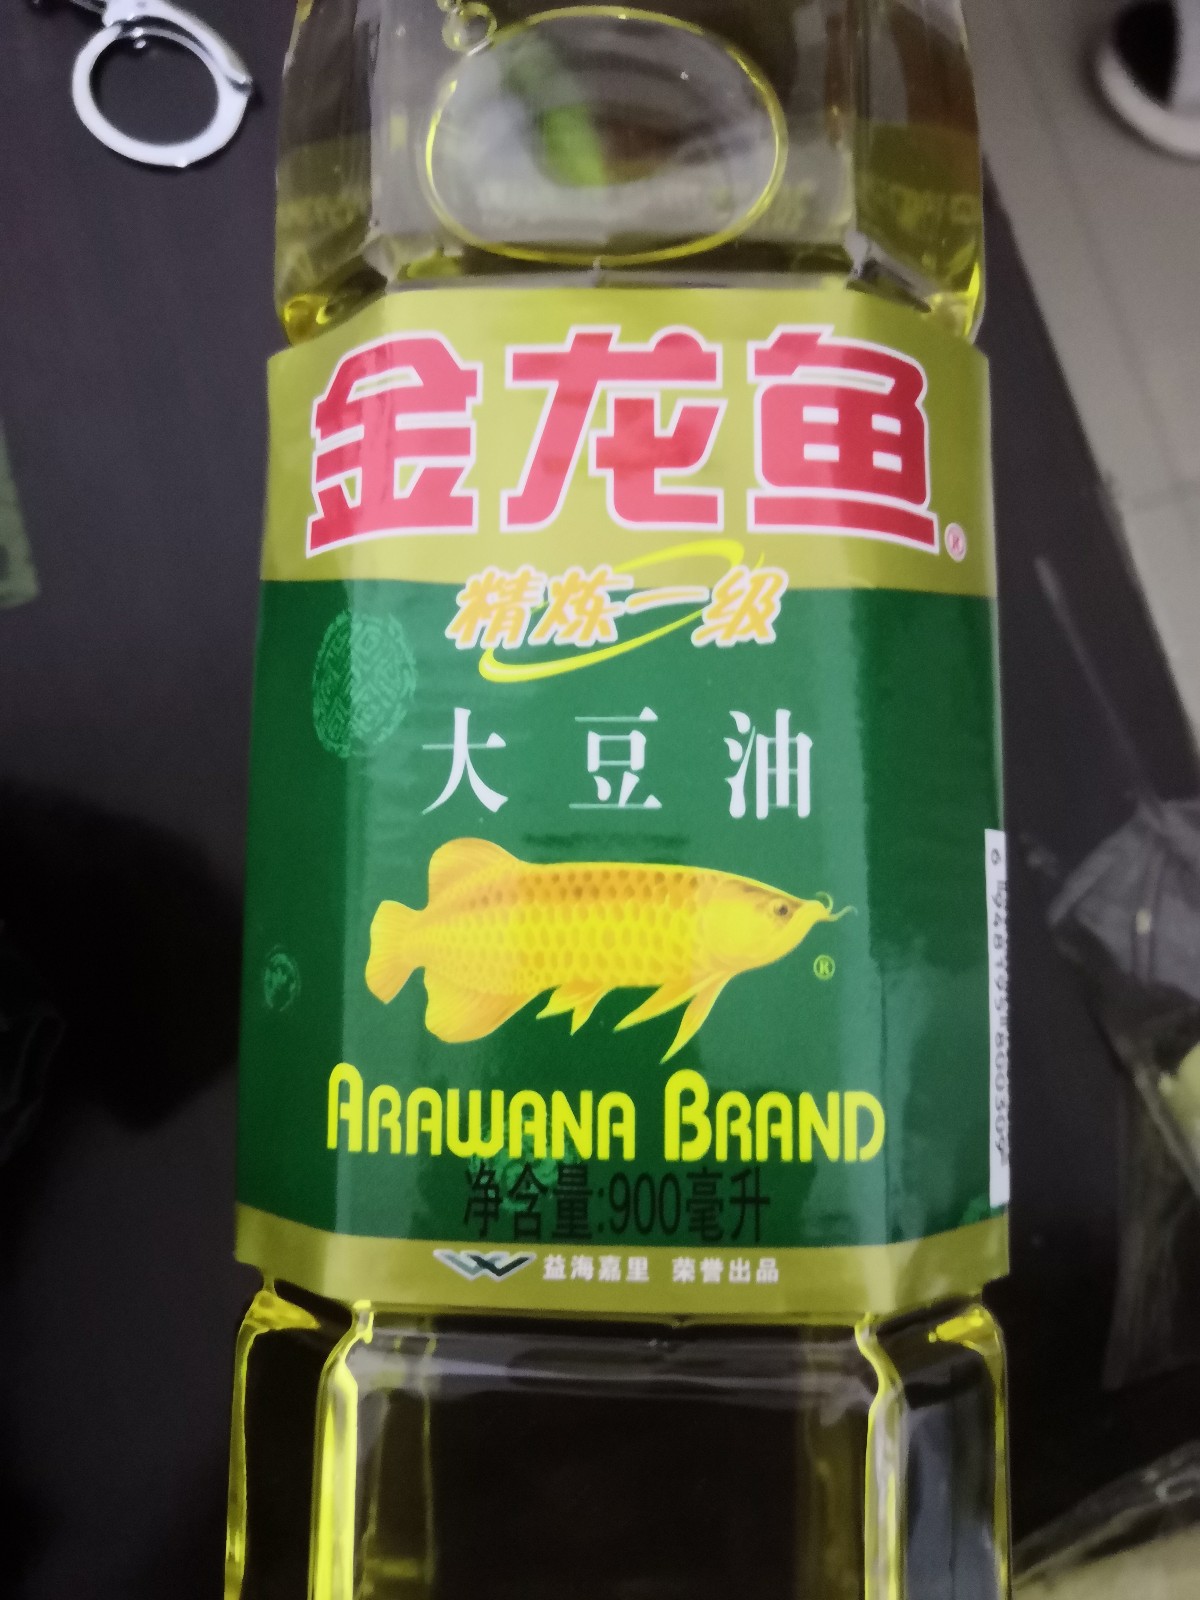 金龙鱼®
精炼一级
大豆油
®
ARAWANA BRAND
净含量:900毫升
益海嘉里 荣誉出品